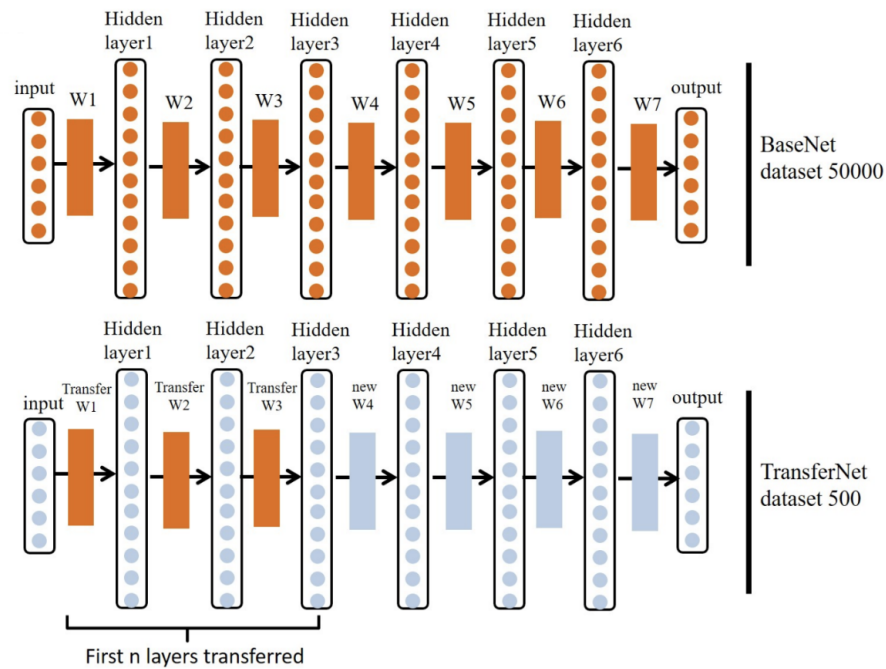 Hidden
layer1
Hidden
layer2
Hidden
layer3
Hidden
layer4
Hidden
layer5
Hidden
layer6
input
W1
W2
W3
W4
W5
W6
W7
output
BaseNet
dataset 50000
Hidden
layer1
Hidden
layer2
Hidden
layer3
Hidden
layer4
Hidden
layer5
Hidden
layer6
input
Transfer
W1
Transfer
W2
Transfer
W3
new
W4
new
W5
new
W6
new
W7
output
TransferNet
dataset 500
First n layers transferred